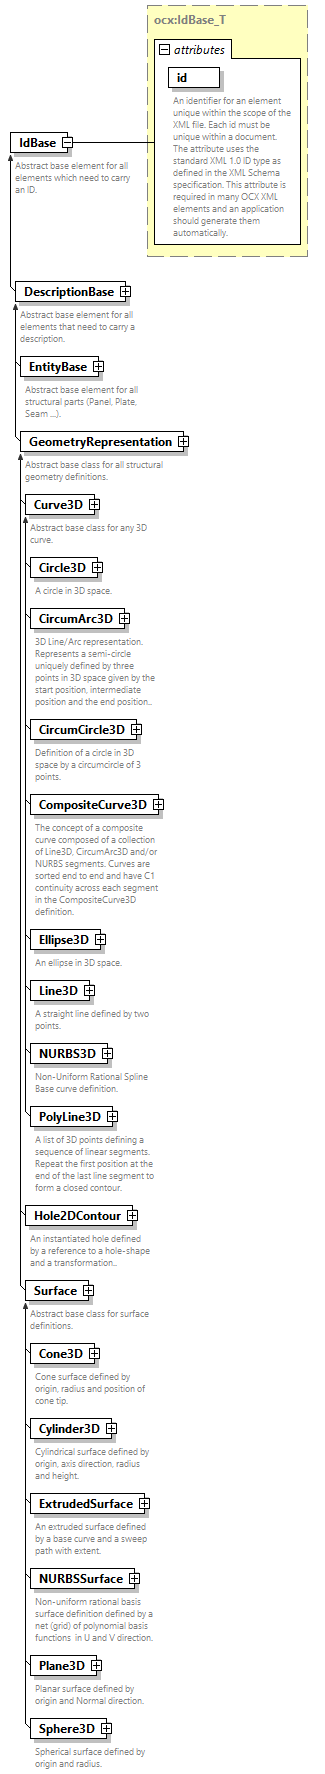 ocx:IdBase_T
attributes
id
An identifier for an element
unique within the scope of the
XML file. Each id must be
unique within a document.
The attribute uses the
standard XML 1.0 ID type as
defined in the XML Schema
specification. This attribute is
required in many OCX XML
elements and an application
should generate them
automatically.
IdBase
Abstract base element for all
elements which need to carry
an ID.
DescriptionBase
Abstract base element for all
elements that need to carry a
description.
EntityBase
Abstract base element for all
structural parts (Panel, Plate,
Seam ...).
GeometryRepresentation
Abstract base class for all structural
geometry definitions.
Curve3D
Abstract base class for any 3D
curve.
Circle3D
A circle in 3D space.
CircumArc3D
3D Line/Arc representation.
Represents a semi-circle
uniquely defined by three
points in 3D space given by the
start position, intermediate
position and the end position..
CircumCircle3D
Definition of a circle in 3D
space by a circumcircle of 3
points.
CompositeCurve3D
The concept of a composite
curve composed of a collection
of Line3D, CircumArc3D and/or
NURBS segments. Curves are
sorted end to end and have C1
continuity across each segment
in the CompositeCurve3D
definition.
Ellipse3D
An ellipse in 3D space.
Line3D
A straight line defined by two
points.
NURBS3D
Non-Uniform Rational Spline
Base curve definition.
PolyLine3D
A list of 3D points defining a
sequence of linear segments.
Repeat the first position at the
end of the last line segment to
form a closed contour.
Hole2DContour
An instantiated hole defined
by a reference to a hole-shape
and a transformation..
Surface
Abstract base class for surface
definitions.
Cone3D
Cone surface defined by
origin, radius and position of
cone tip.
Cylinder3D
Cylindrical surface defined by
origin, axis direction, radius
and height.
ExtrudedSurface
An extruded surface defined
by a base curve and a sweep
path with extent.
NURBSSurface
Non-uniform rational basis
surface definition defined by a
net (grid) of polynomial basis
functions  in U and V direction.
Plane3D
Planar surface defined by
origin and Normal direction.
Sphere3D
Spherical surface defined by
origin and radius.